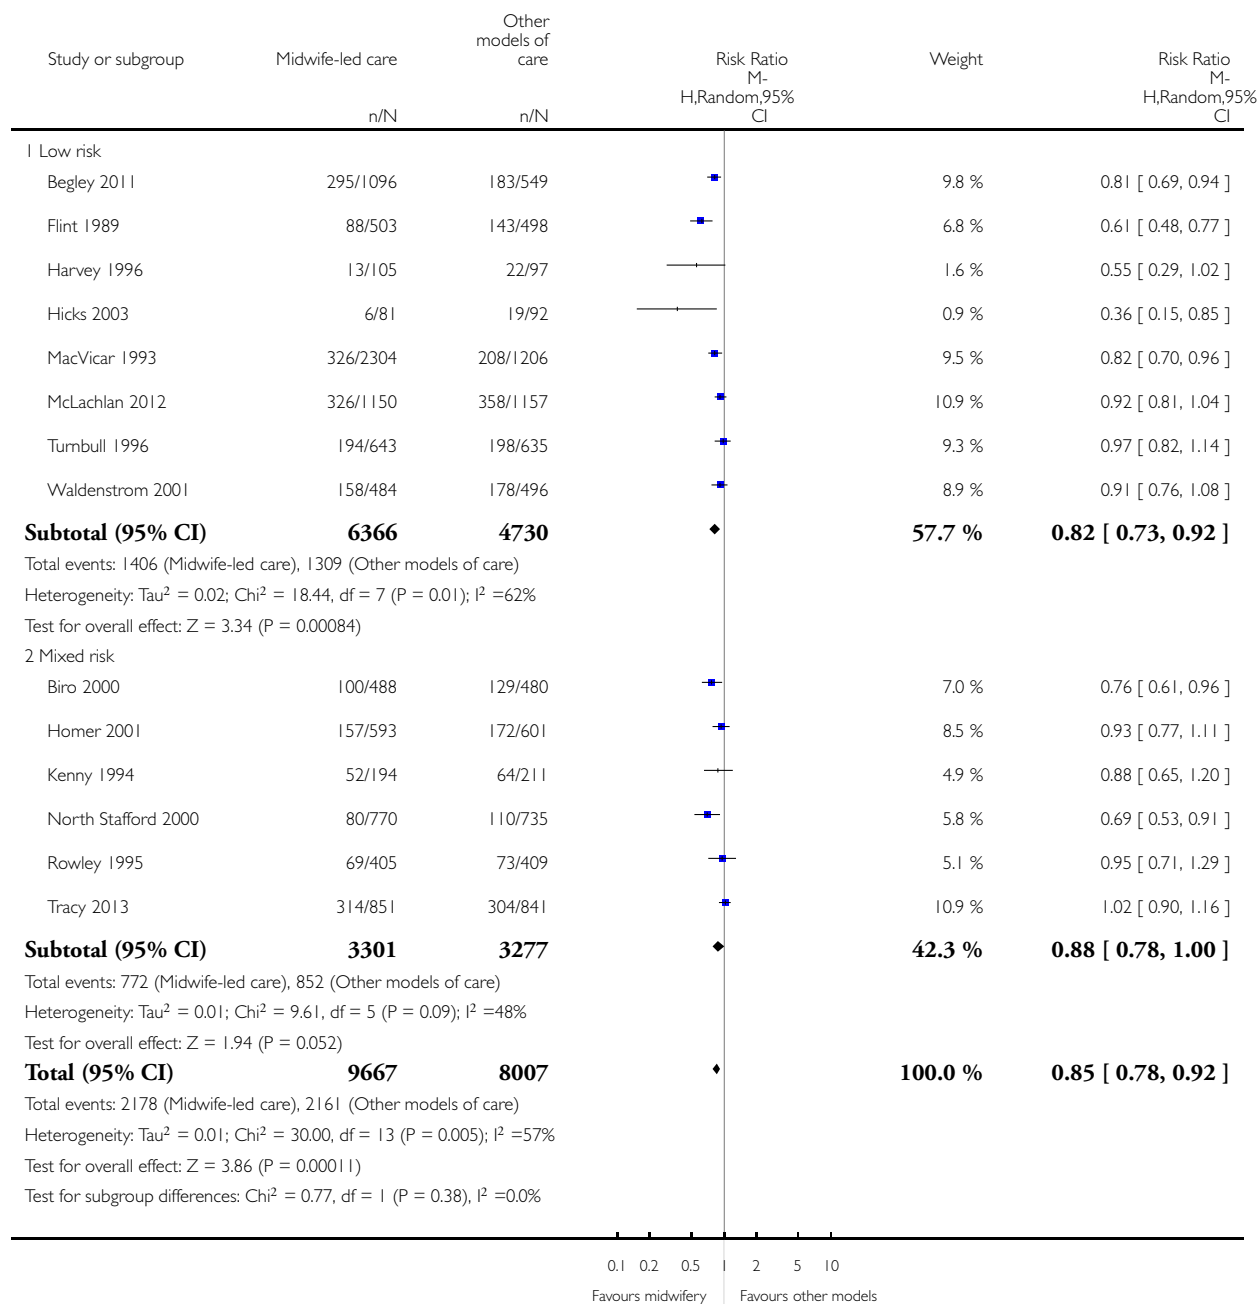 Study or subgroup Midwife-led care Other models of care Risk Ratio M-H,Random,95% CI Weight Risk Ratio M-H,Random,95% CI
n/N n/N
1 Low risk
Begley 2011 295/1096 183/549 9.8 % 0.81 [ 0.69, 0.94 ]
Flint 1989 88/503 143/498 6.8 % 0.61 [ 0.48, 0.77 ]
Harvey 1996 13/105 22/97 1.6 % 0.55 [ 0.29, 1.02 ]
Hicks 2003 6/81 19/92 0.9 % 0.36 [ 0.15, 0.85 ]
MacVicar 1993 326/2304 208/1206 9.5 % 0.82 [ 0.70, 0.96 ]
McLachlan 2012 326/1150 358/1157 10.9 % 0.92 [ 0.81, 1.04 ]
Turnbull 1996 194/643 198/635 9.3 % 0.97 [ 0.82, 1.14 ]
Waldenstrom 2001 158/484 178/496 8.9 % 0.91 [ 0.76, 1.08 ]
Subtotal (95% CI) 6366 4730 57.7 % 0.82 [ 0.73, 0.92 ]
Total events: 1406 (Midwife-led care), 1309 (Other models of care)
Heterogeneity: Tau² = 0.02; Chi² = 18.44, df = 7 (P = 0.01); I² =62%
Test for overall effect: Z = 3.34 (P = 0.00084)
2 Mixed risk
Biro 2000 100/488 129/480 7.0 % 0.76 [ 0.61, 0.96 ]
Homer 2001 157/593 172/601 8.5 % 0.93 [ 0.77, 1.11 ]
Kenny 1994 52/194 64/211 4.9 % 0.88 [ 0.65, 1.20 ]
North Stafford 2000 80/770 110/735 5.8 % 0.69 [ 0.53, 0.91 ]
Rowley 1995 69/405 73/409 5.1 % 0.95 [ 0.71, 1.29 ]
Tracy 2013 314/851 304/841 10.9 % 1.02 [ 0.90, 1.16 ]
Subtotal (95% CI) 3301 3277 42.3 % 0.88 [ 0.78, 1.00 ]
Total events: 772 (Midwife-led care), 852 (Other models of care)
Heterogeneity: Tau² = 0.01; Chi² = 9.61, df = 5 (P = 0.09); I² =48%
Test for overall effect: Z = 1.94 (P = 0.052)
Total (95% CI) 9667 8007 100.0 % 0.85 [ 0.78, 0.92 ]
Total events: 2178 (Midwife-led care), 2161 (Other models of care)
Heterogeneity: Tau² = 0.01; Chi² = 30.00, df = 13 (P = 0.005); I² =57%
Test for overall effect: Z = 3.86 (P = 0.00011)
Test for subgroup differences: Chi² = 0.77, df = 1 (P = 0.38), I² =0.0%
0.1 0.2 0.5 1 2 5 10
Favours midwifery Favours other models